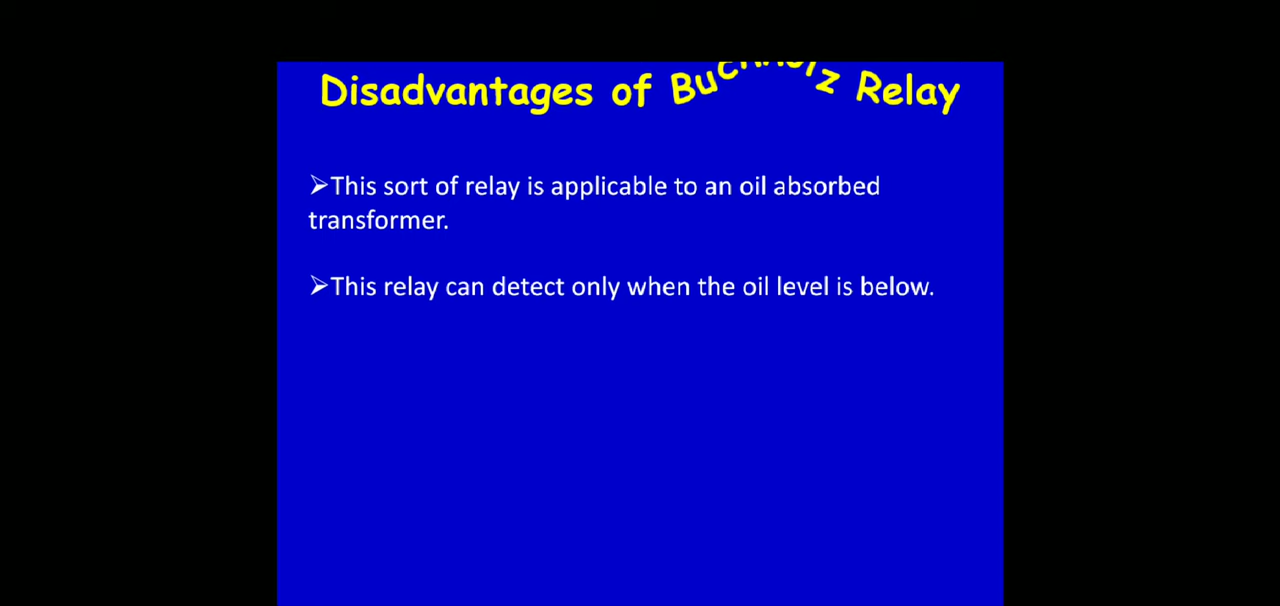 Disadvantages of Buchholz Relay
➢This sort of relay is applicable to an oil absorbed
transformer.
➢This relay can detect only when the oil level is below.